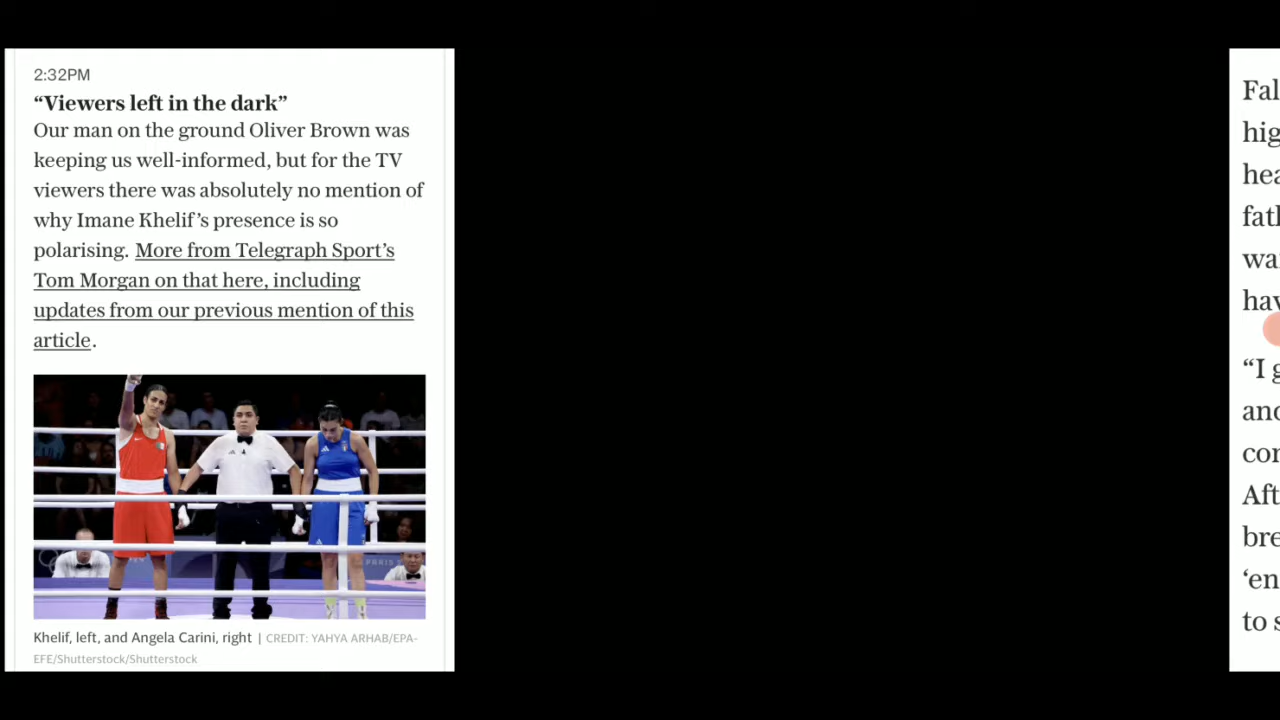 2:32PM
“Viewers left in the dark”
Our man on the ground Oliver Brown was
keeping us well-informed, but for the TV
viewers there was absolutely no mention of
why Imane Khelif’s presence is so
polarising. More from Telegraph Sport’s
Tom Morgan on that here, including
updates from our previous mention of this
article.
Khelif, left, and Angela Carini, right | CREDIT: YAHYA ARHAB/EPA-
EFE/Shutterstock/Shutterstock
“I g
to s